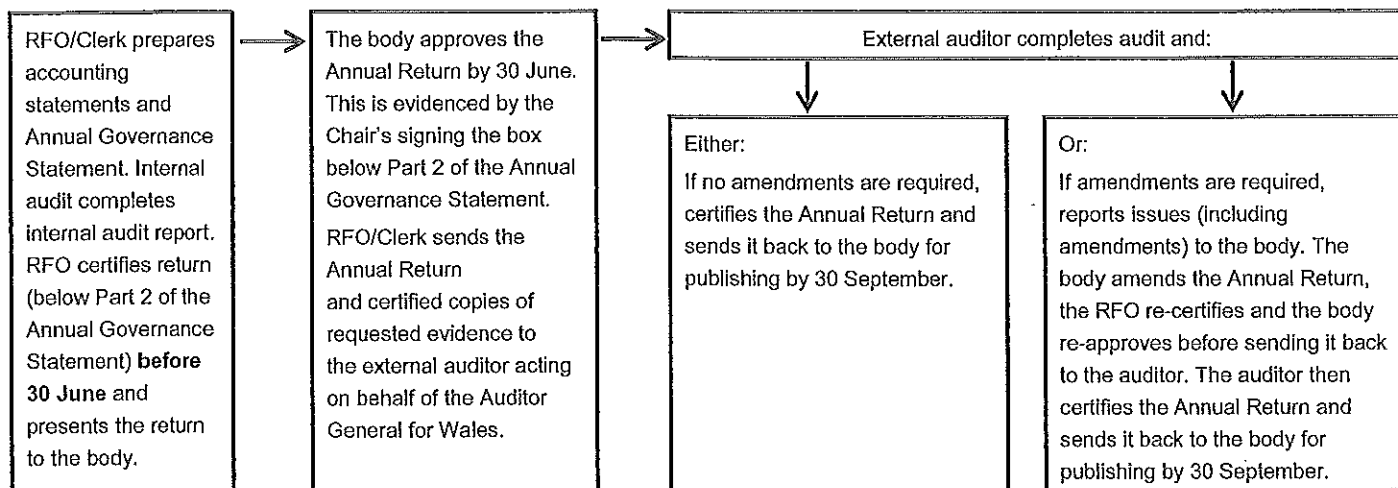 RFO/Clerk prepares
accounting
statements and
Annual Governance
Statement. Internal
audit completes
internal audit report.
RFO certifies return
(below Part 2 of the
Annual Governance
Statement) before
30 June and
presents the return
to the body.
The body approves the
Annual Return by 30 June.
This is evidenced by the
Chair's signing the box
below Part 2 of the Annual
Governance Statement.
RFO/Clerk sends the
Annual Return
and certified copies of
requested evidence to
the external auditor acting
on behalf of the Auditor
General for Wales.
External auditor completes audit and:
Either:
If no amendments are required,
certifies the Annual Return and
sends it back to the body for
publishing by 30 September.
Or:
If amendments are required,
reports issues (including
amendments) to the body. The
body amends the Annual Return,
the RFO re-certifies and the body
re-approves before sending it back
to the auditor. The auditor then
certifies the Annual Return and
sends it back to the body for
publishing by 30 September.